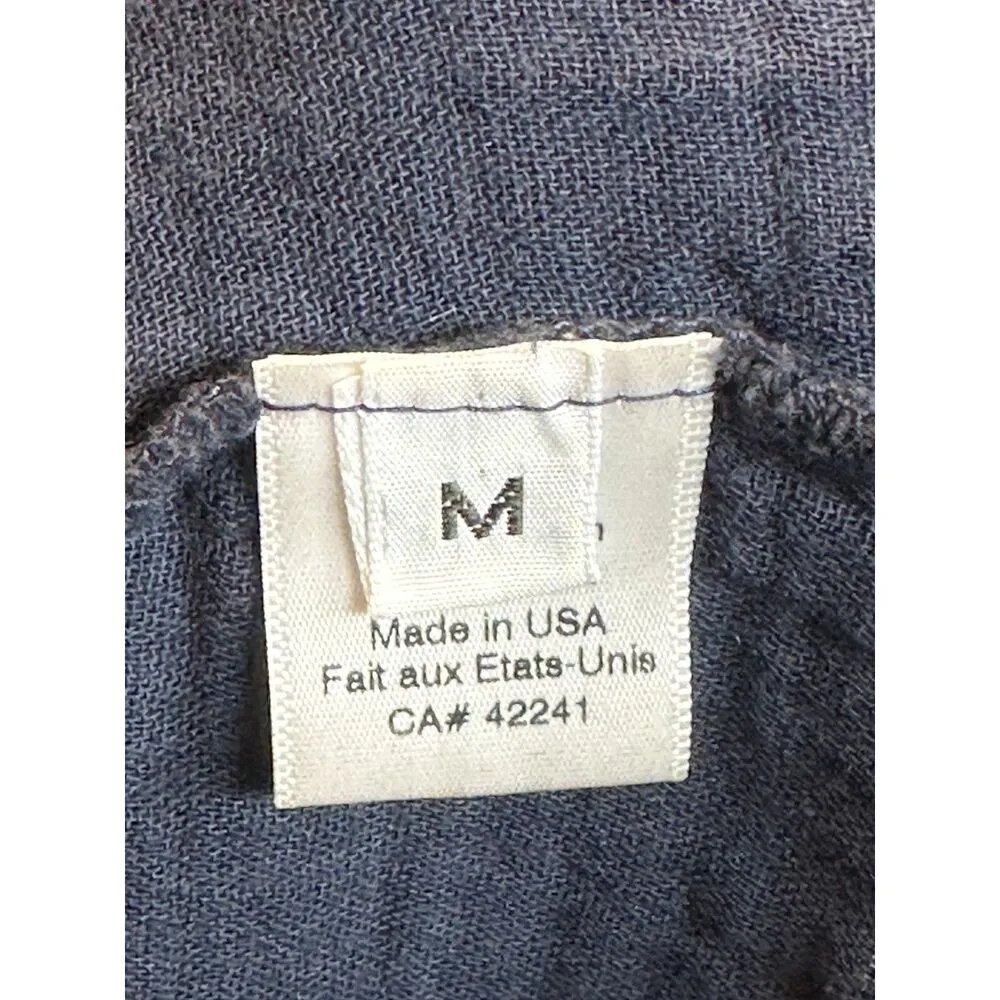 M
Made in USA
Fait aux Etats-Unis
CA# 42241